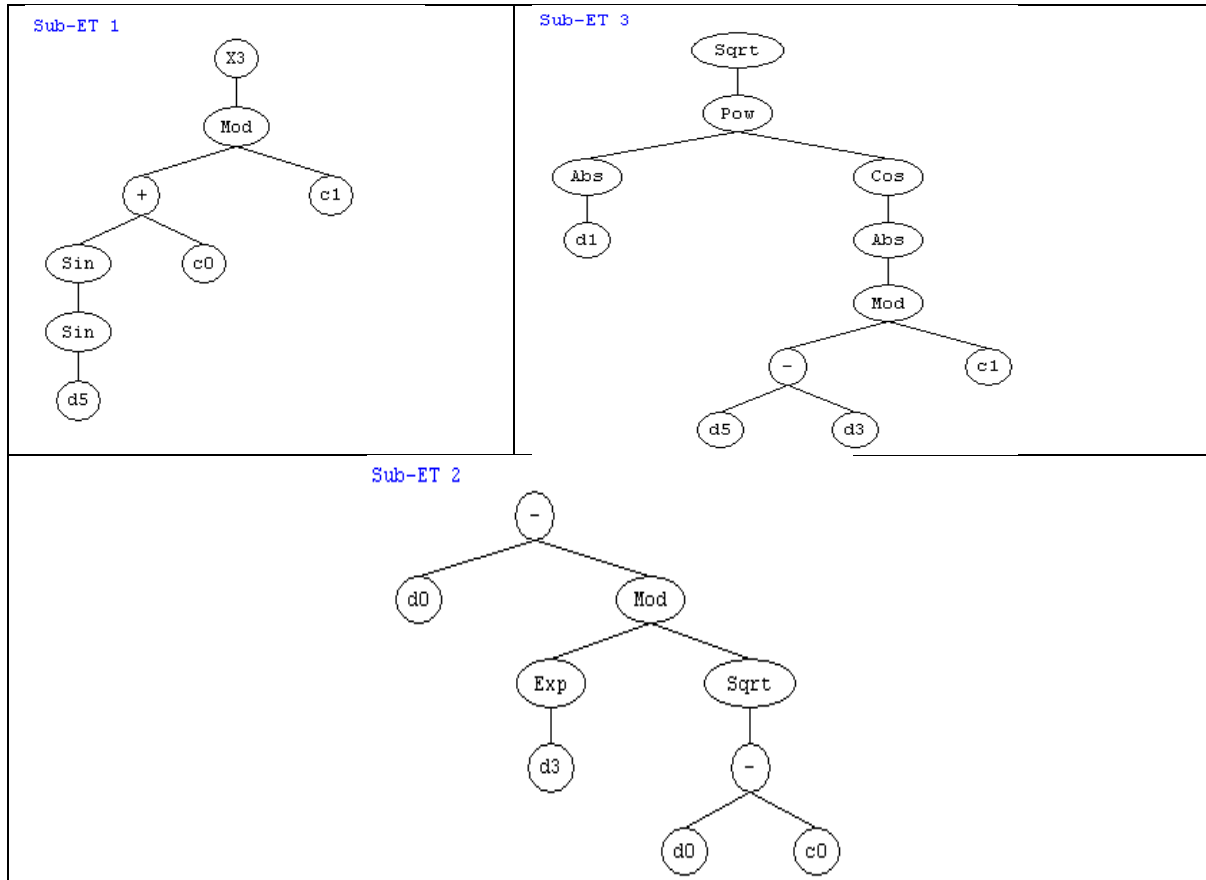 Sub-ET 1
X3
Mod
+ c1
Sin c0
Sin
d5
Sub-ET 3
Sqrt
Pow
Abs Cos
d1 Abs
Mod
- c1
d5 d3
Sub-ET 2
-
d0 Mod
Exp Sqrt
d3 -
d0 c0